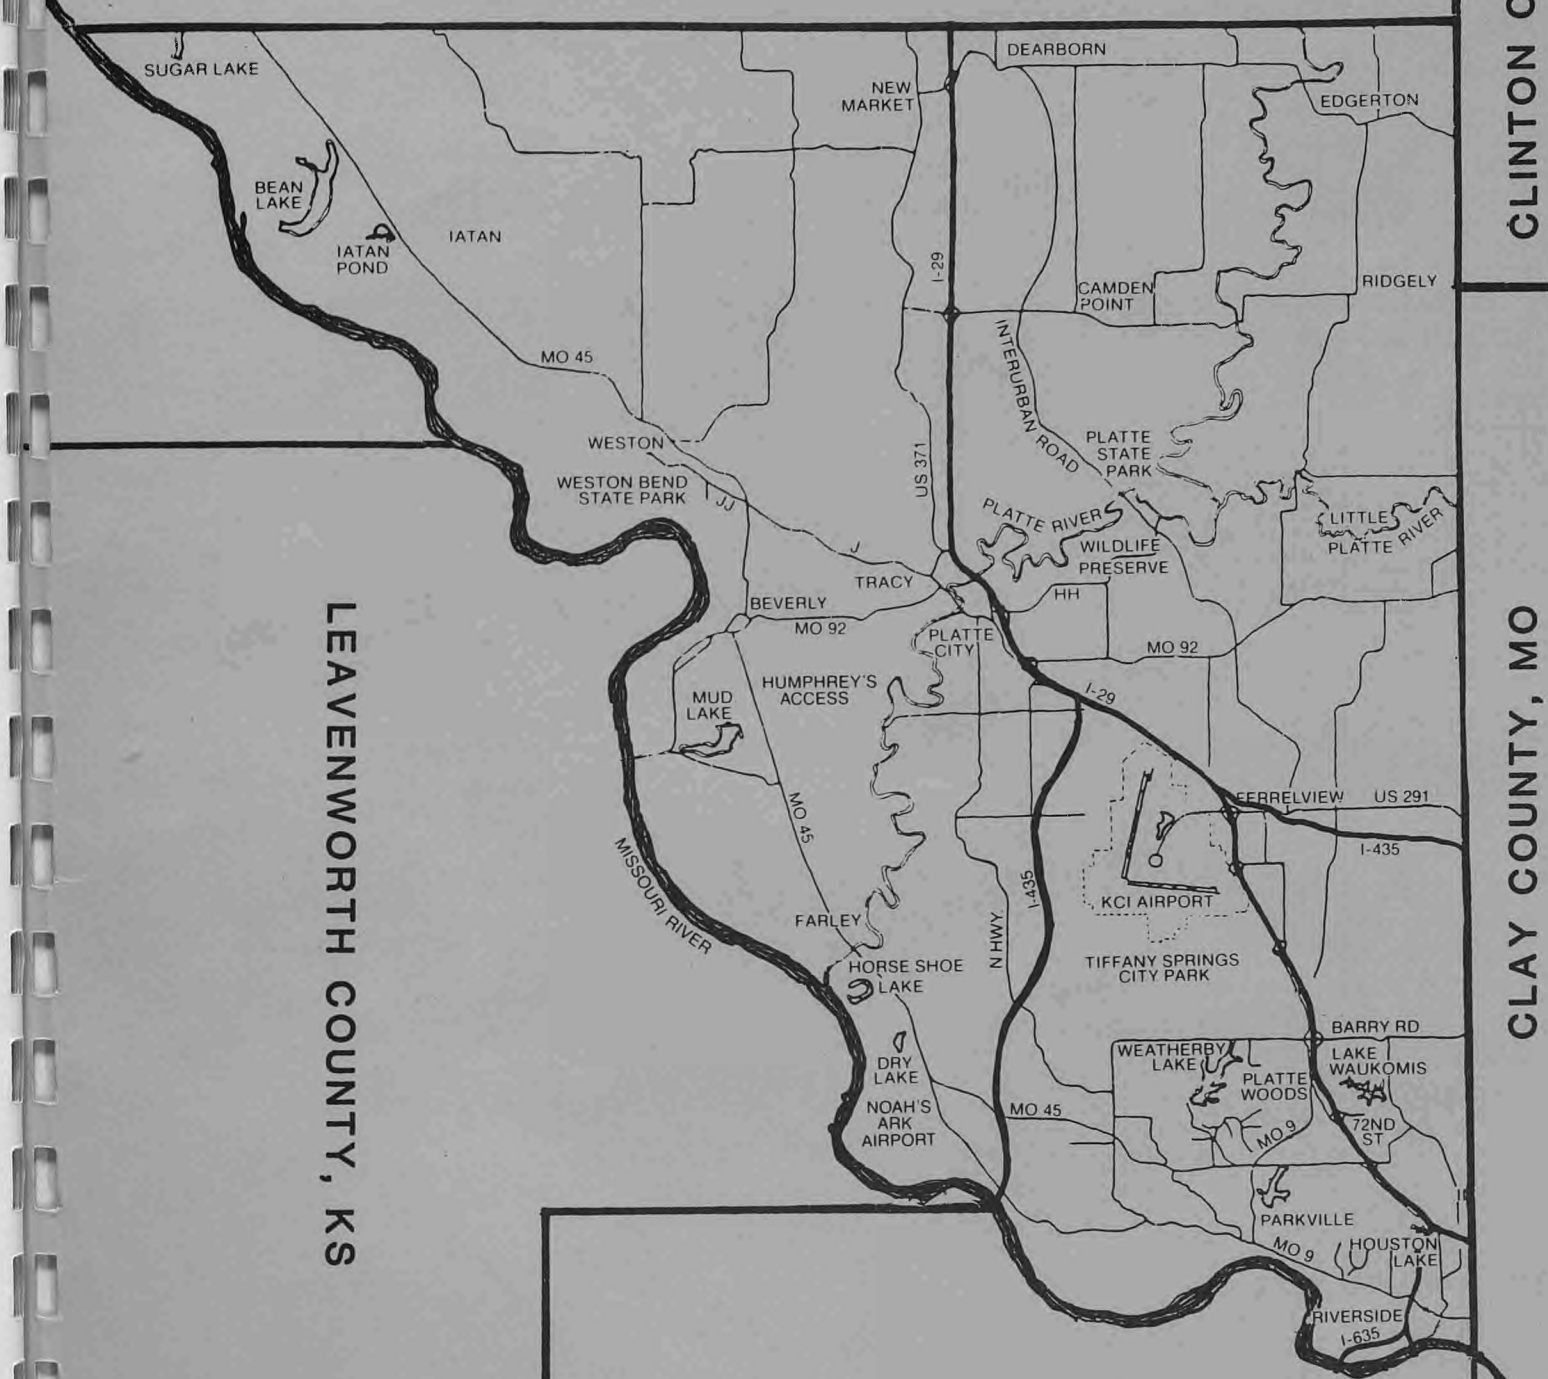 SUGAR LAKE
DEARBORN
NEW
MARKET
EDGERTON
CLINTON
BEAN
LAKE
IATAN
POND
IATAN
I-29
CAMDEN
POINT
RIDGELY
MO 45
INTERURBAN ROAD
WESTON
WESTON BEND
STATE PARK
JJ
US 371
PLATTE
STATE
PARK
PLATTE RIVER
WILDLIFE
PRESERVE
LITTLE
PLATTE RIVER
J
TRACY
HH
BEVERLY
MO 92
PLATTE
CITY
MO 92
LEAVENWORTH COUNTY, KS
CLAY COUNTY, MO
MUD
LAKE
HUMPHREY'S
ACCESS
I-29
MO 45
FERRELVIEW
US 291
I-435
MISSOURI RIVER
I-435
KCI AIRPORT
FARLEY
N HWY
HORSE SHOE
LAKE
TIFFANY SPRINGS
CITY PARK
BARRY RD
DRY
LAKE
WEATHERBY
LAKE
PLATTE
WOODS
LAKE
WAUKOMIS
NOAH'S
ARK
AIRPORT
MO 45
MO 9
72ND
ST
PARKVILLE
MO 9
HOUSTON
LAKE
RIVERSIDE
I-635